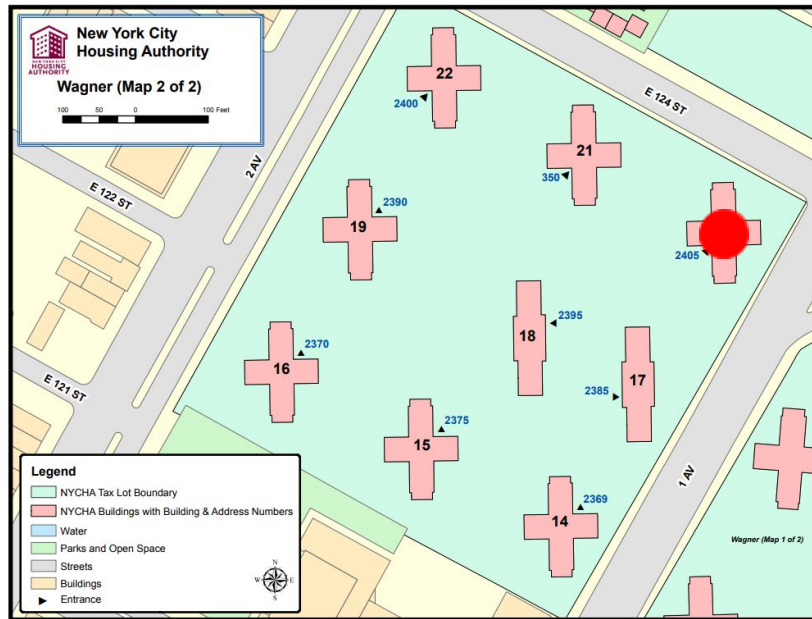 New York City
Housing Authority
NEW YORK CITY
HOUSING
AUTHORITY
Wagner (Map 2 of 2)
100 50 0 100 Feet
22
2400
E 124 ST
2 AV
21
350
E 122 ST
2390
19
2405
2395
18
2370
16
17
2385
E 121 ST
2375
15
1 AV
2369
14
Wagner (Map 1 of 2)
Legend
NYCHA Tax Lot Boundary
NYCHA Buildings with Building & Address Numbers
Water
Parks and Open Space
Streets
Buildings
Entrance
N
W E
S